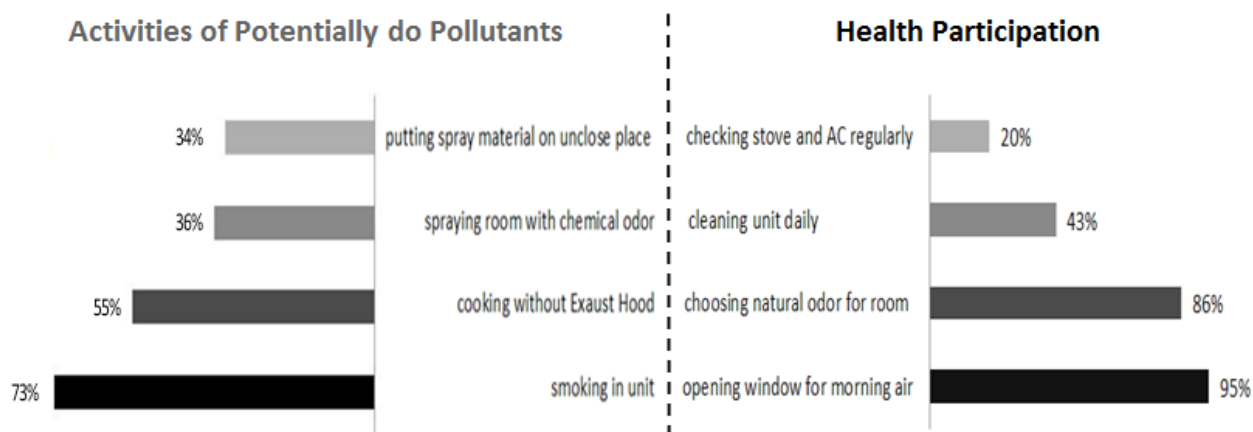 Activities of Potentially do Pollutants
34% putting spray material on unclose place
36% spraying room with chemical odor
55% cooking without Exaust Hood
73% smoking in unit
Health Participation
checking stove and AC regularly 20%
cleaning unit daily 43%
choosing natural odor for room 86%
opening window for morning air 95%